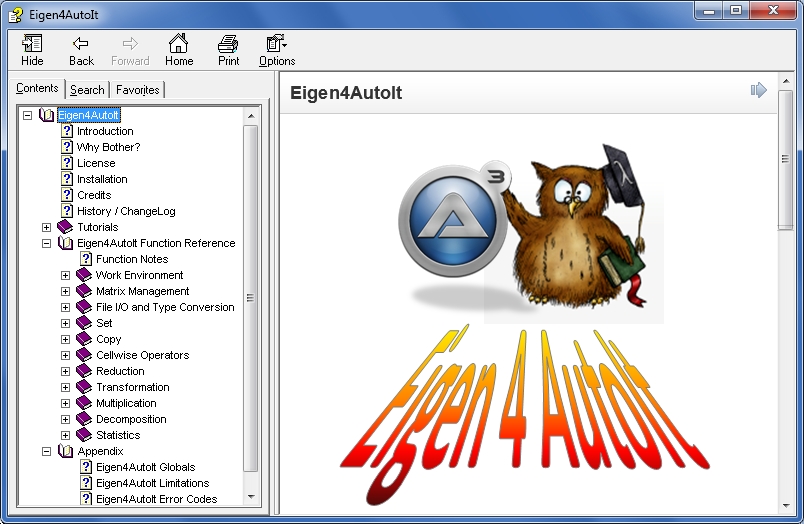 Eigen4AutoIt
Hide Back Forward Home Print Options
Contents Search Favorites
Eigen4AutoIt
Introduction
Why Bother?
License
Installation
Credits
History / ChangeLog
Tutorials
Eigen4AutoIt Function Reference
Function Notes
Work Environment
Matrix Management
File I/O and Type Conversion
Set
Copy
Cellwise Operators
Reduction
Transformation
Multiplication
Decomposition
Statistics
Appendix
Eigen4AutoIt Globals
Eigen4AutoIt Limitations
Eigen4AutoIt Error Codes
Eigen4AutoIt
A 3
λ
Eigen 4 AutoIt